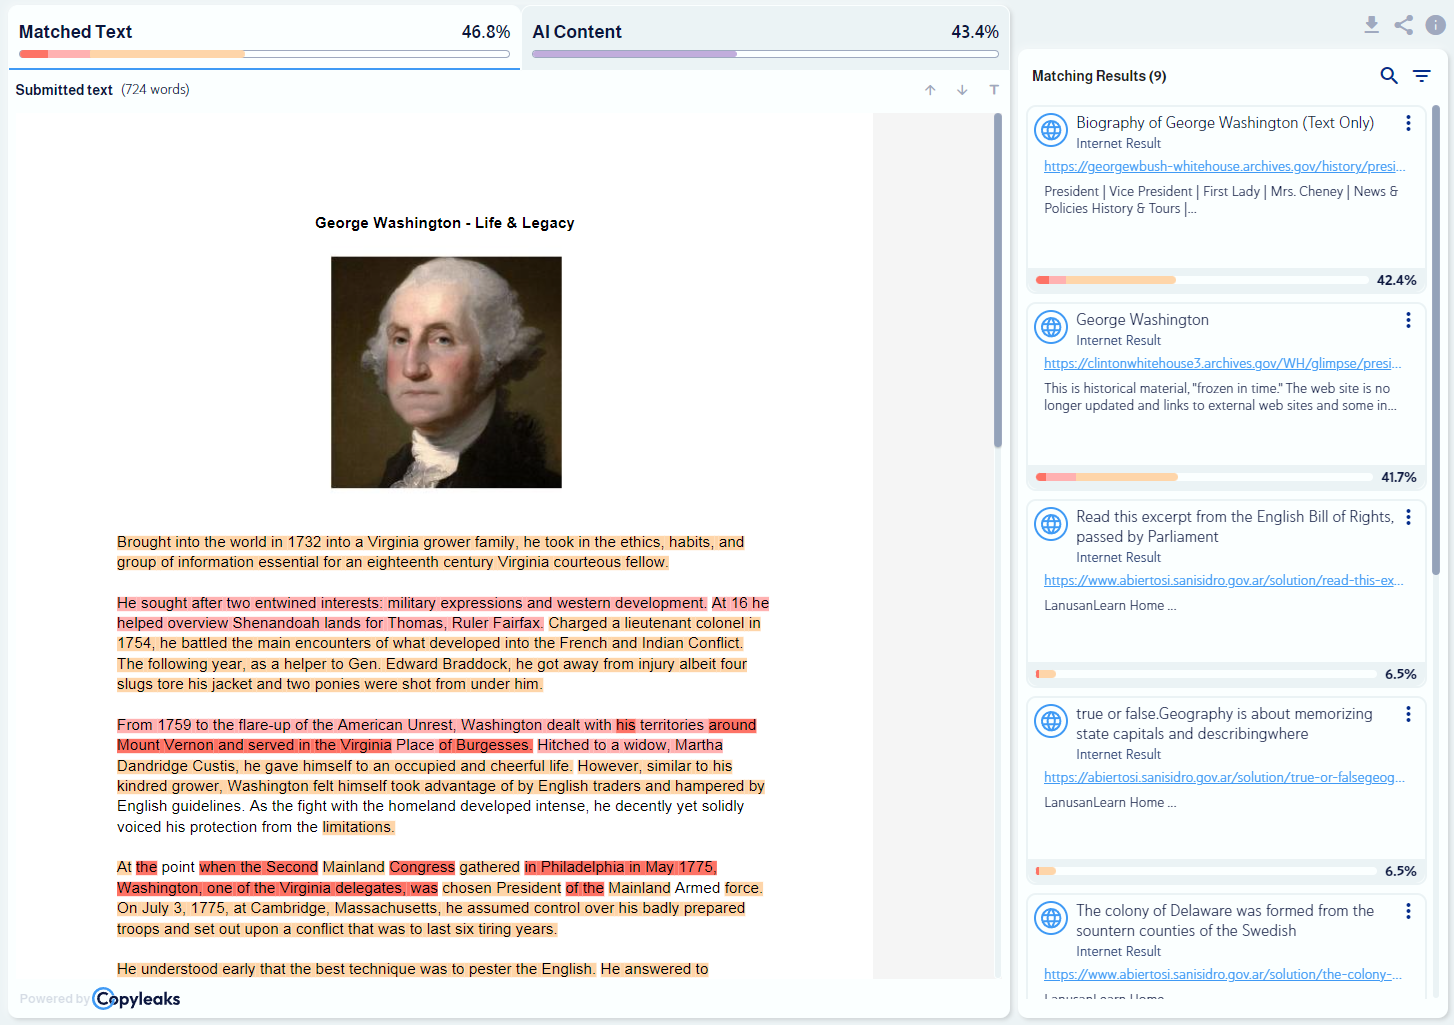 Matched Text 46.8%
AI Content 43.4%
Submitted text (724 words)
T
George Washington - Life & Legacy
Brought into the world in 1732 into a Virginia grower family, he took in the ethics, habits, and
group of information essential for an eighteenth century Virginia courteous fellow.
He sought after two entwined interests: military expressions and western development. At 16 he
helped overview Shenandoah lands for Thomas, Ruler Fairfax. Charged a lieutenant colonel in
1754, he battled the main encounters of what developed into the French and Indian Conflict.
The following year, as a helper to Gen. Edward Braddock, he got away from injury albeit four
slugs tore his jacket and two ponies were shot from under him.
From 1759 to the flare-up of the American Unrest, Washington dealt with his territories around
Mount Vernon and served in the Virginia Place of Burgesses. Hitched to a widow, Martha
Dandridge Custis, he gave himself to an occupied and cheerful life. However, similar to his
kindred grower, Washington felt himself took advantage of by English traders and hampered by
English guidelines. As the fight with the homeland developed intense, he decently yet solidly
voiced his protection from the limitations.
At the point when the Second Mainland Congress gathered in Philadelphia in May 1775,
Washington, one of the Virginia delegates, was chosen President of the Mainland Armed force.
On July 3, 1775, at Cambridge, Massachusetts, he assumed control over his badly prepared
troops and set out upon a conflict that was to last six tiring years.
He understood early that the best technique was to pester the English. He answered to
Powered by Copyleaks
Matching Results (9)
Biography of George Washington (Text Only)
Internet Result
https://georgewbush-whitehouse.archives.gov/history/presi...
President | Vice President | First Lady | Mrs. Cheney | News &
Policies History & Tours |...
42.4%
George Washington
Internet Result
https://clintonwhitehouse3.archives.gov/WH/glimpse/presi...
This is historical material, "frozen in time." The web site is no
longer updated and links to external web sites and some in...
41.7%
Read this excerpt from the English Bill of Rights,
passed by Parliament
Internet Result
https://www.abiertosi.sanisidro.gov.ar/solution/read-this-ex...
LanusanLearn Home ...
6.5%
true or false.Geography is about memorizing
state capitals and describingwhere
Internet Result
https://abiertosi.sanisidro.gov.ar/solution/true-or-falsegeog...
LanusanLearn Home ...
6.5%
The colony of Delaware was formed from the
sountern counties of the Swedish
Internet Result
https://www.abiertosi.sanisidro.gov.ar/solution/the-colony-...
LanusanLearn Home